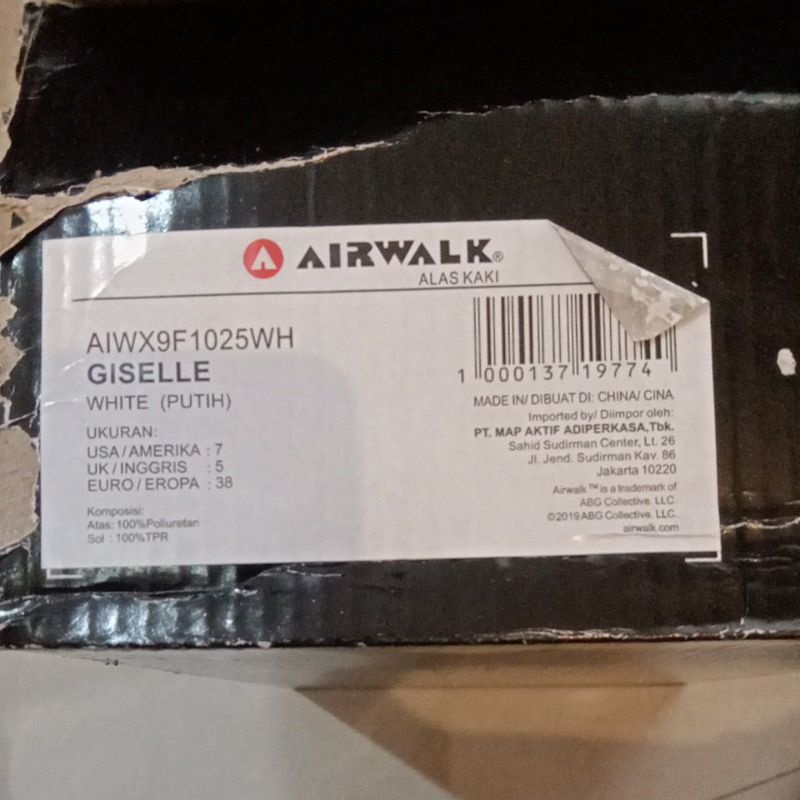 AIRWALK®
ALAS KAKI
AIWX9F1025WH
GISELLE
WHITE (PUTIH)
UKURAN:
USA/AMERIKA : 7
UK/INGGRIS : 5
EURO/EROPA : 38
Komposisi:
Atas: 100%Poliuretan
Sol : 100%TPR
1 000137 19774
MADE IN/ DIBUAT DI: CHINA/ CINA
Imported by/ Diimpor oleh:
PT. MAP AKTIF ADIPERKASA,Tbk.
Sahid Sudirman Center, Lt. 26
Jl. Jend. Sudirman Kav. 86
Jakarta 10220
Airwalk ™ is a trademark of
ABG Collective, LLC.
©2019 ABG Collective, LLC.
airwalk.com